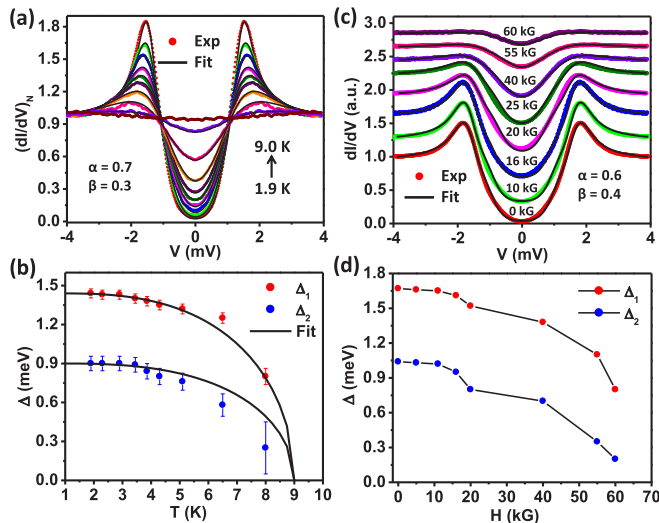 (a)
1.8
1.5
1.2
0.9
0.6
0.3
0.0
(dI/dV)N
Exp
Fit
α = 0.7
β = 0.3
9.0 K
1.9 K
-4 -2 0 2 4
V (mV)
(c)
3.0
2.5
2.0
1.5
1.0
0.5
0.0
dI/dV (a.u.)
60 kG
55 kG
40 kG
25 kG
20 kG
16 kG
10 kG
0 kG
Exp
Fit
α = 0.6
β = 0.4
-4 -2 0 2 4
V (mV)
(b)
1.5
1.2
0.9
0.6
0.3
0.0
Δ (meV)
Δ1
Δ2
Fit
1 2 3 4 5 6 7 8 9 10
T (K)
(d)
1.8
1.5
1.2
0.9
0.6
0.3
0.0
Δ (meV)
Δ1
Δ2
0 10 20 30 40 50 60 70
H (kG)